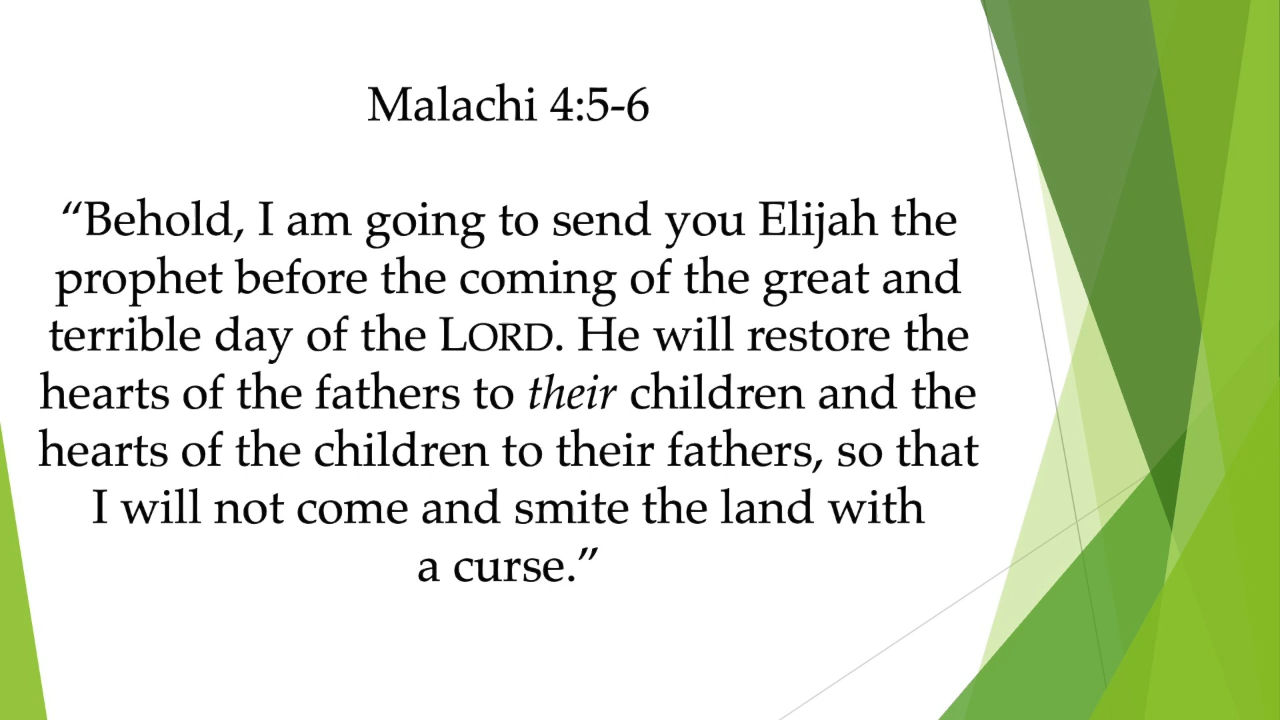 Malachi 4:5-6
“Behold, I am going to send you Elijah the
prophet before the coming of the great and
terrible day of the LORD. He will restore the
hearts of the fathers to their children and the
hearts of the children to their fathers, so that
I will not come and smite the land with
a curse.”